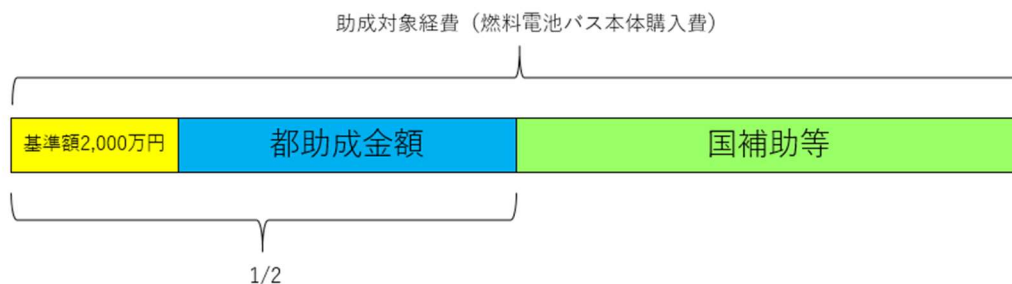 助成対象経費（燃料電池バス本体購入費）
基準額2,000万円
都助成金額
国補助等
1/2